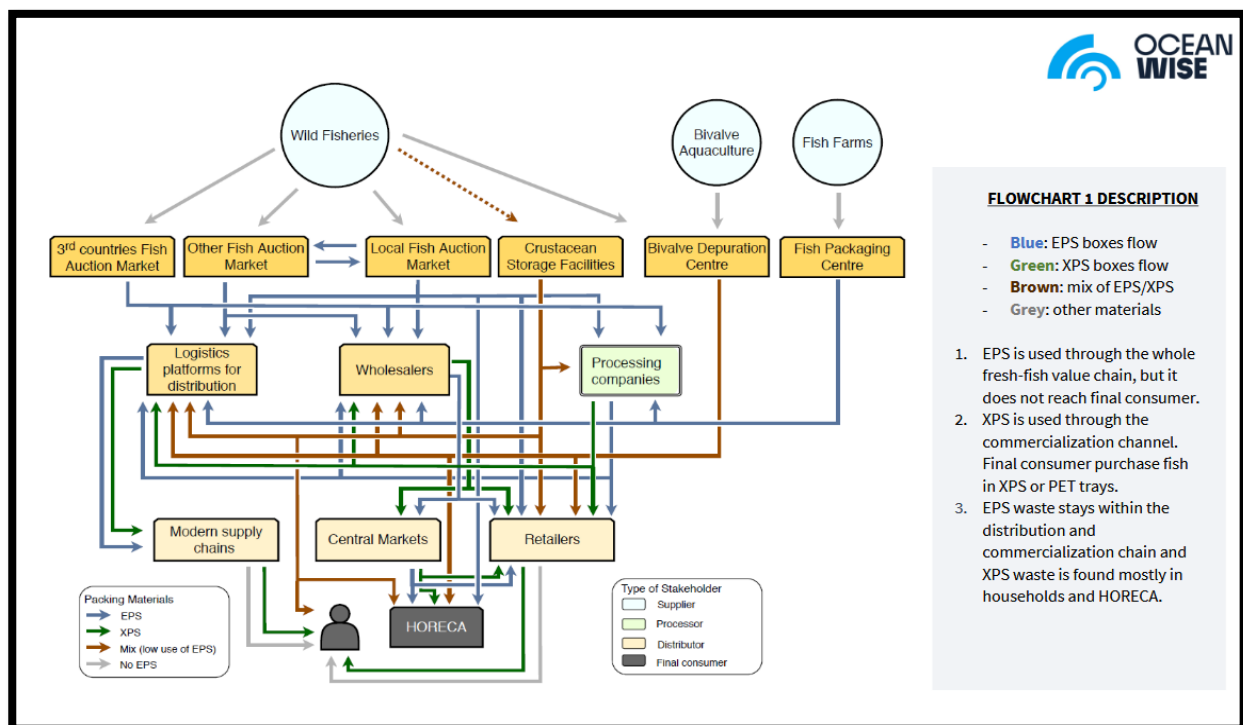 OCEAN
WISE
Wild Fisheries
Bivalve
Aquaculture
Fish Farms
3rd countries Fish
Auction Market
Other Fish Auction
Market
Local Fish Auction
Market
Crustacean
Storage Facilities
Bivalve Depuration
Centre
Fish Packaging
Centre
Logistics
platforms for
distribution
Wholesalers
Processing
companies
Modern supply
chains
Central Markets
Retailers
HORECA
Packing Materials
EPS
XPS
Mix (low use of EPS)
No EPS
Type of Stakeholder
Supplier
Processor
Distributor
Final consumer
FLOWCHART 1 DESCRIPTION
- Blue: EPS boxes flow
- Green: XPS boxes flow
- Brown: mix of EPS/XPS
- Grey: other materials
1. EPS is used through the whole
fresh-fish value chain, but it
does not reach final consumer.
2. XPS is used through the
commercialization channel.
Final consumer purchase fish
in XPS or PET trays.
3. EPS waste stays within the
distribution and
commercialization chain and
XPS waste is found mostly in
households and HORECA.